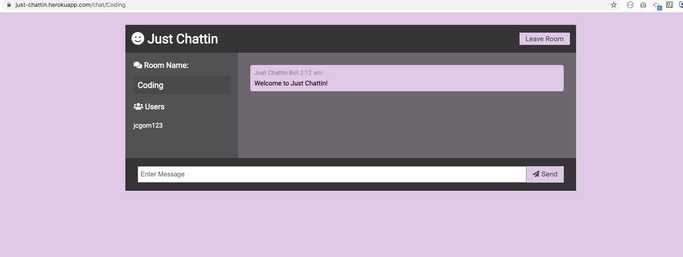 just-chattin.herokuapp.com/chat/Coding
Just Chattin
Leave Room
Room Name:
Coding
Users
jcgom123
Just Chattin Bot 2:12 am
Welcome to Just Chattin!
Enter Message
Send